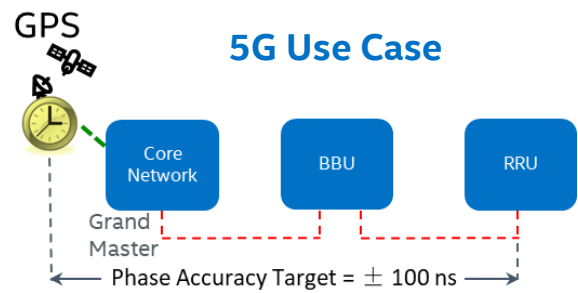 GPS
5G Use Case
Core
Network
BBU
RRU
Grand
Master
Phase Accuracy Target = ± 100 ns